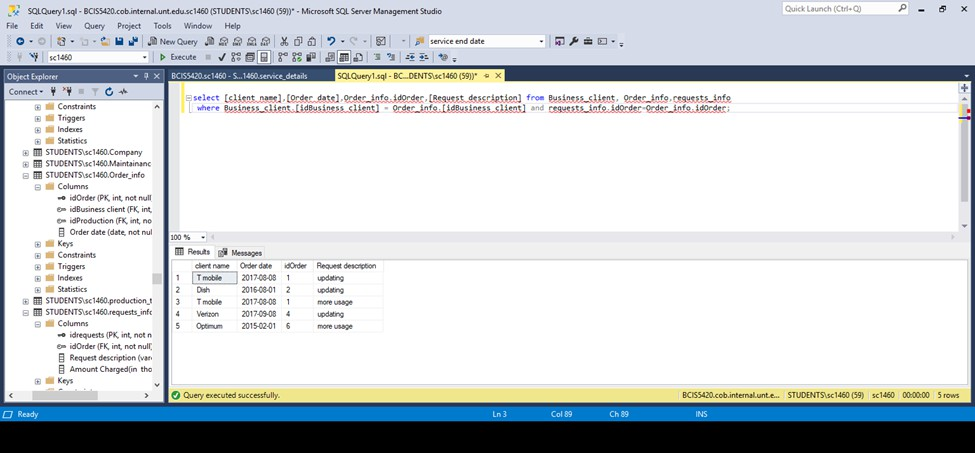 SQLQuery1.sql - BCIS5420.cob.internal.unt.edu.sc1460 (STUDENTS\sc1460 (59))* - Microsoft SQL Server Management Studio
Quick Launch (Ctrl+Q)
File Edit View Query Project Tools Window Help
New Query
service end date
sc1460
Execute
Object Explorer
BCIS5420.sc1460 - S...1460.service_details
SQLQuery1.sql - BC...DENTS\sc1460 (59))*
Connect
Constraints
Triggers
Indexes
Statistics
STUDENTS\sc1460.Company
STUDENTS\sc1460.Maintainanc
STUDENTS\sc1460.Order_info
Columns
idOrder (PK, int, not null
idBusiness client (FK, int,
idProduction (FK, int, no
Order date (date, not nul
Keys
Constraints
Triggers
Indexes
Statistics
STUDENTS\sc1460.production_t
STUDENTS\sc1460.requests_info
Columns
idrequests (PK, int, not n
idOrder (FK, int, not null
Request description (varc
Amount Charged(in tho
Keys
select [client name],[Order date],Order_info.idOrder,[Request description] from Business_client, Order_info,requests_info
where Business_client.[idBusiness client] = Order_info.[idBusiness client] and requests_info.idOrder=Order_info.idOrder;
100 %
Results Messages
client name Order date idOrder Request description
1 T mobile 2017-08-08 1 updating
2 Dish 2016-08-01 2 updating
3 T mobile 2017-08-08 1 more usage
4 Verizon 2017-09-08 4 updating
5 Optimum 2015-02-01 6 more usage
Query executed successfully.
BCIS5420.cob.internal.unt.e... STUDENTS\sc1460 (59) sc1460 00:00:00 5 rows
Ready
Ln 3 Col 89 Ch 89 INS